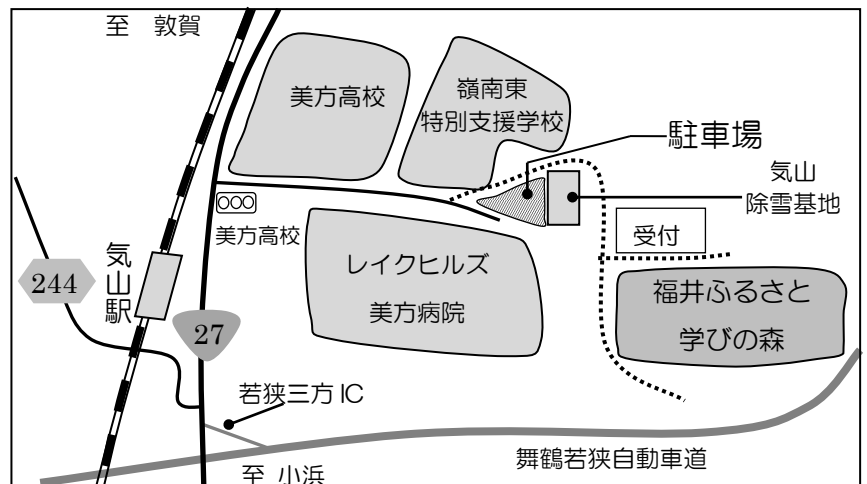 至 敦賀
美方高校
嶺南東
特別支援学校
駐車場
気山
除雪基地
美方高校
受付
気山駅
244
27
レイクヒルズ
美方病院
福井ふるさと
学びの森
若狭三方 IC
至 小浜
舞鶴若狭自動車道